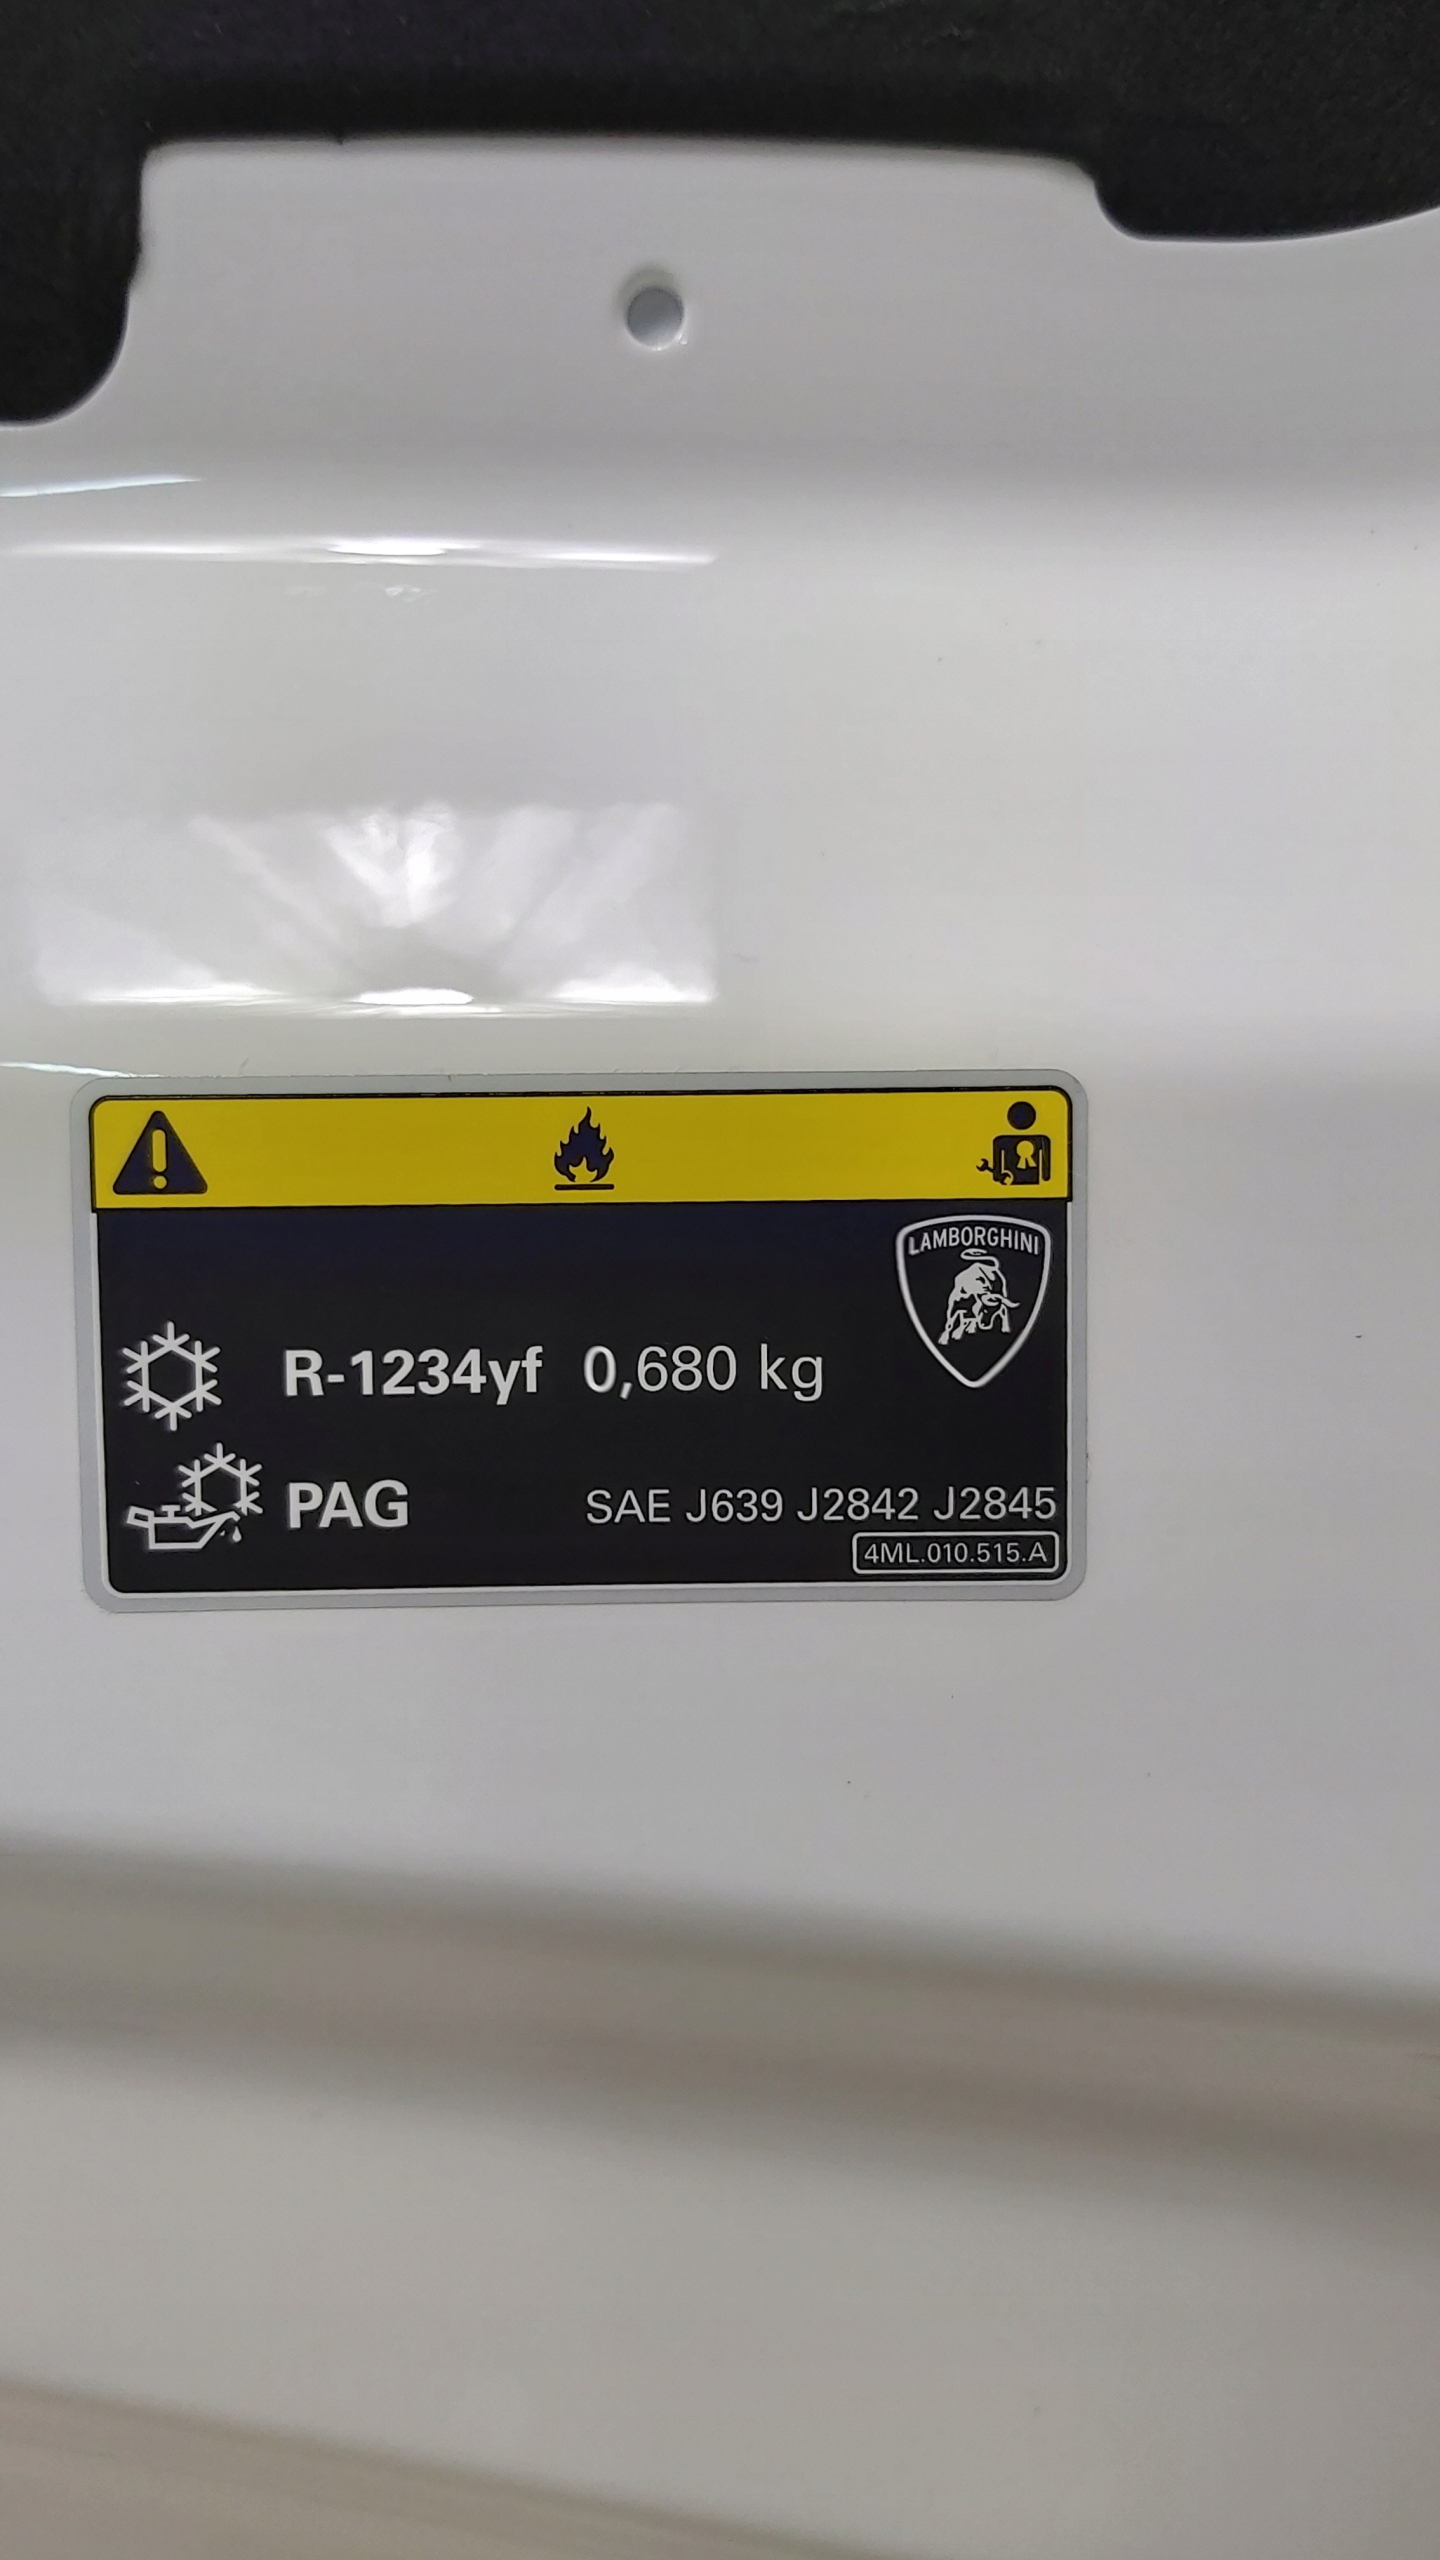 LAMBORGHINI
R-1234yf 0,680 kg
PAG SAE J639 J2842 J2845
4ML.010.515.A